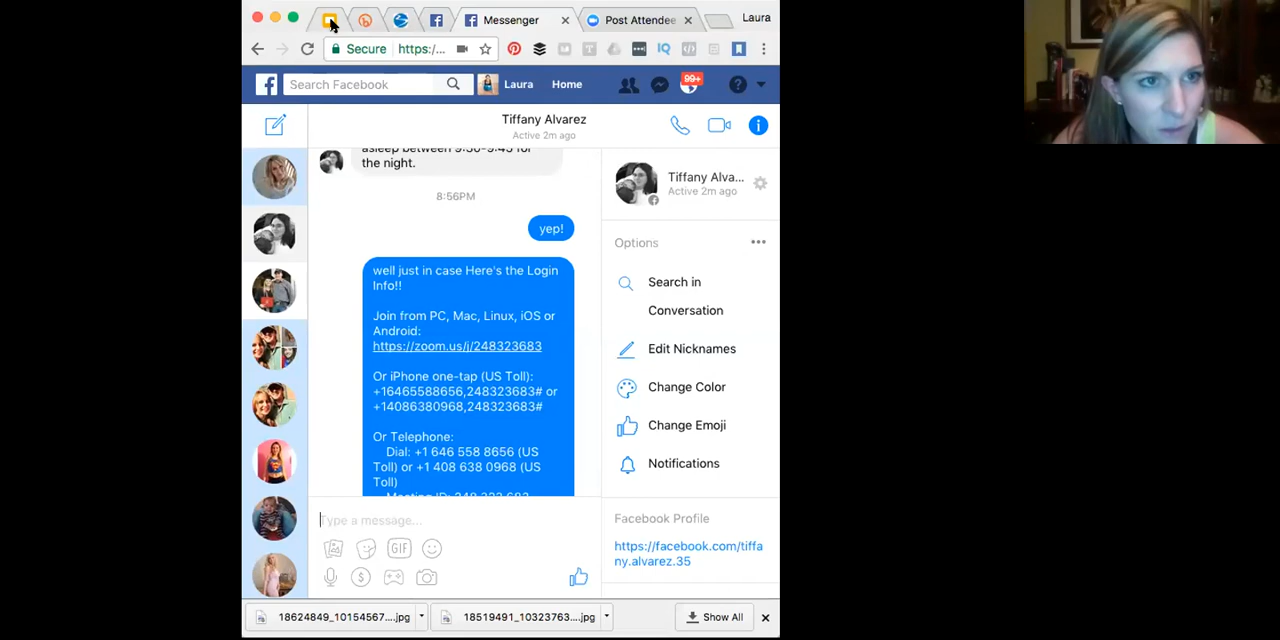 Messenger
Post Attendee
Laura
Secure
https:/...
Search Facebook
Laura
Home
99+
Tiffany Alvarez
Active 2m ago
asleep between 9:30-9:45 for
the night.
8:56PM
yep!
well just in case Here's the Login
Info!!
Join from PC, Mac, Linux, iOS or
Android:
https://zoom.us/j/248323683
Or iPhone one-tap (US Toll):
+16465588656,248323683# or
+14086380968,248323683#
Or Telephone:
Dial: +1 646 558 8656 (US
Toll) or +1 408 638 0968 (US
Toll)
Meeting ID: 248 323 683
Type a message...
GIF
Tiffany Alva...
Active 2m ago
Options
Search in
Conversation
Edit Nicknames
Change Color
Change Emoji
Notifications
Facebook Profile
https://facebook.com/tiffa
ny.alvarez.35
18624849_10154567....jpg
18519491_10323763....jpg
Show All